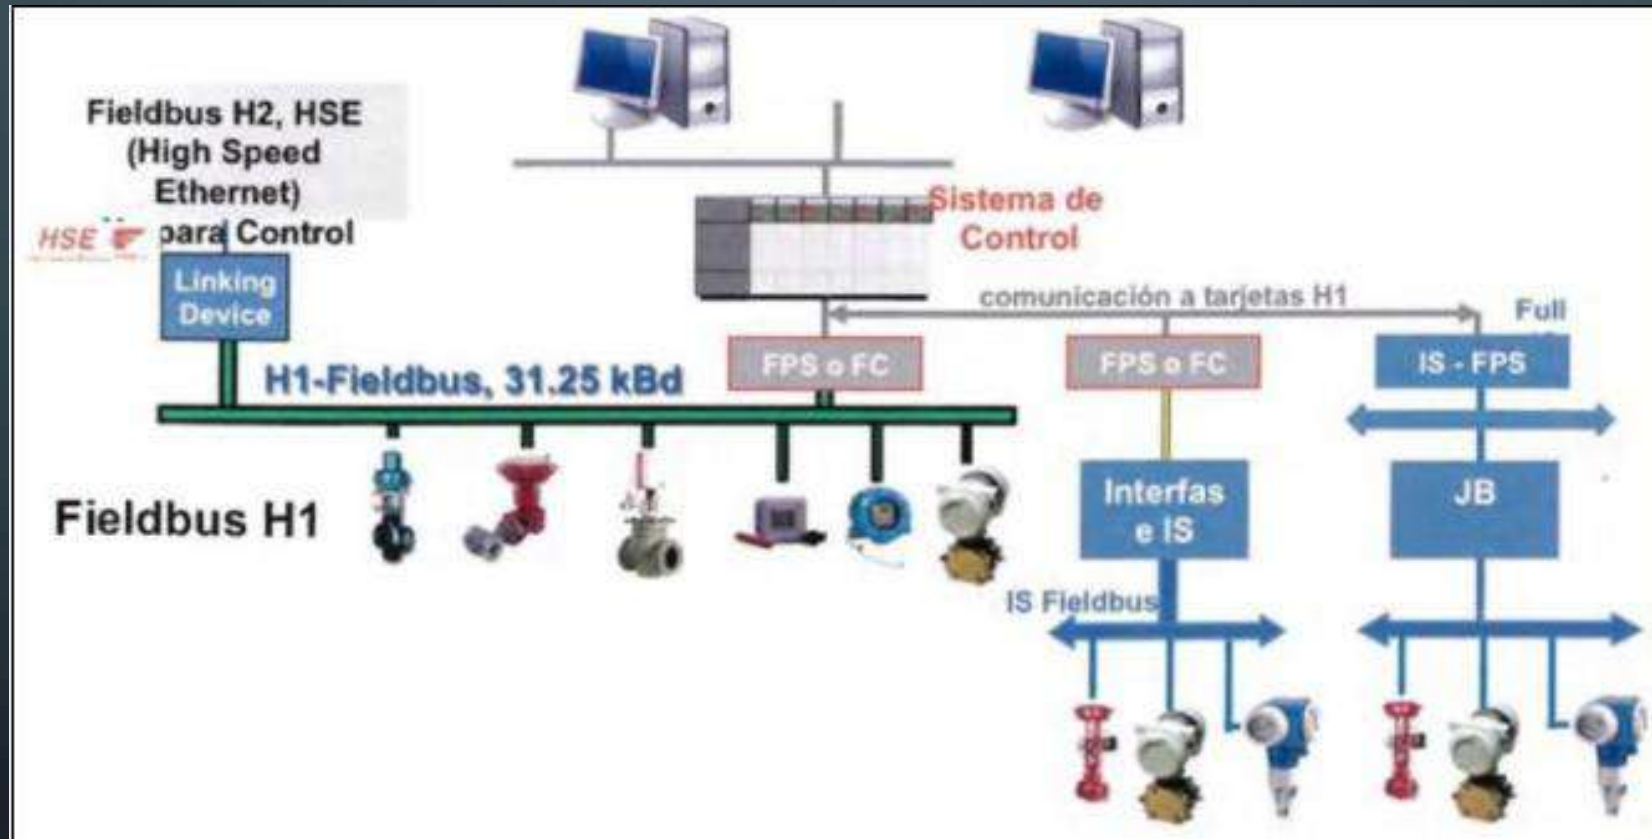 Fieldbus H2, HSE
(High Speed
Ethernet)
para Control
HSE
Linking
Device
Sistema de
Control
comunicación a tarjetas H1
Full
FPS o FC
FPS o FC
IS - FPS
H1-Fieldbus, 31.25 kBd
Fieldbus H1
Interfas
e IS
JB
IS Fieldbus